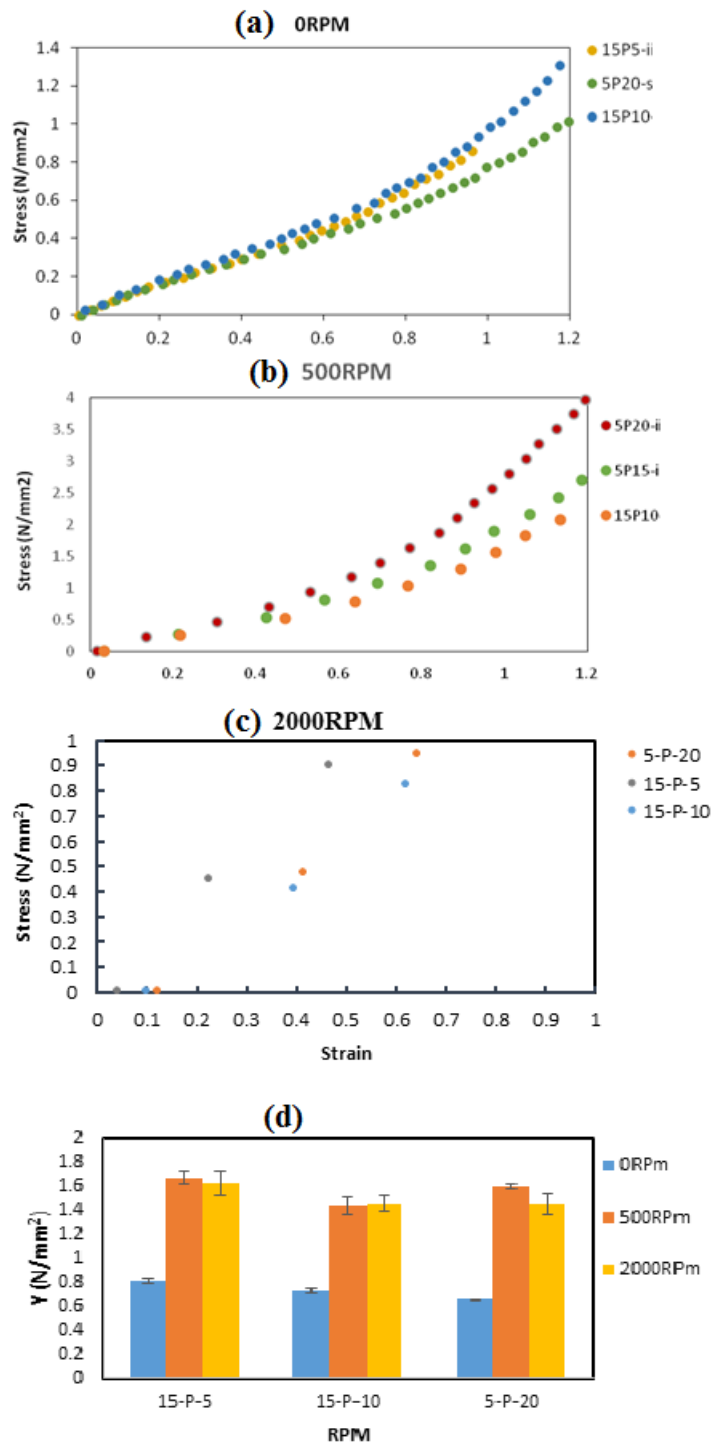 (a) 0RPM
Stress (N/mm2)
1.4
1.2
1
0.8
0.6
0.4
0.2
0
0 0.2 0.4 0.6 0.8 1 1.2
15P5-ii
5P20-s
15P10-
(b) 500RPM
Stress (N/mm2)
4
3.5
3
2.5
2
1.5
1
0.5
0
0 0.2 0.4 0.6 0.8 1 1.2
5P20-ii
5P15-i
15P10
(c) 2000RPM
Stress (N/mm²)
1
0.9
0.8
0.7
0.6
0.5
0.4
0.3
0.2
0.1
0
0 0.1 0.2 0.3 0.4 0.5 0.6 0.7 0.8 0.9 1
Strain
5-P-20
15-P-5
15-P-10
(d)
Y (N/mm²)
2
1.8
1.6
1.4
1.2
1
0.8
0.6
0.4
0.2
0
15-P-5 15-P-10 5-P-20
RPM
0RPm
500RPm
2000RPm